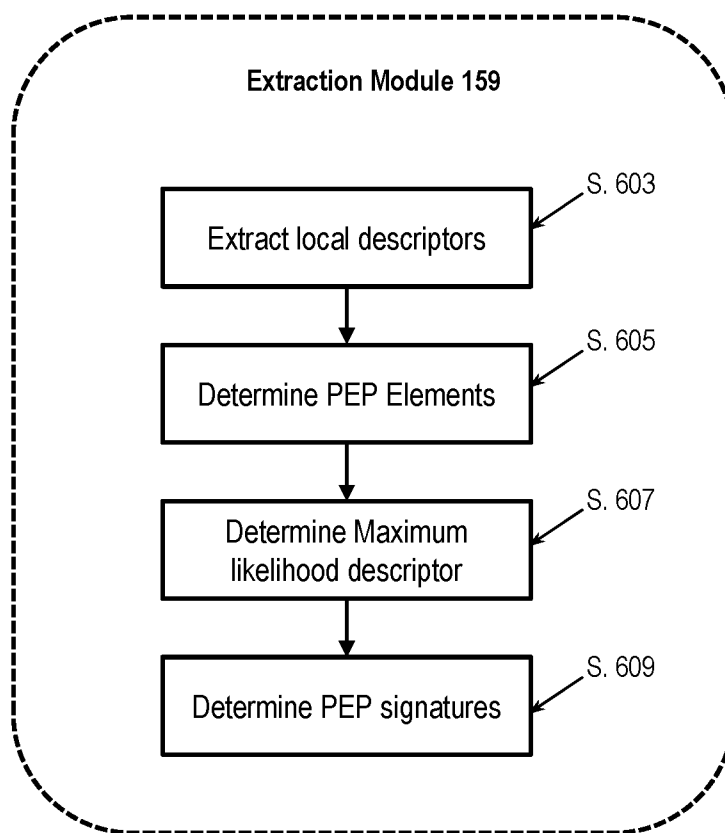 Extraction Module 159
S. 603
Extract local descriptors
S. 605
Determine PEP Elements
S. 607
Determine Maximum
likelihood descriptor
S. 609
Determine PEP signatures